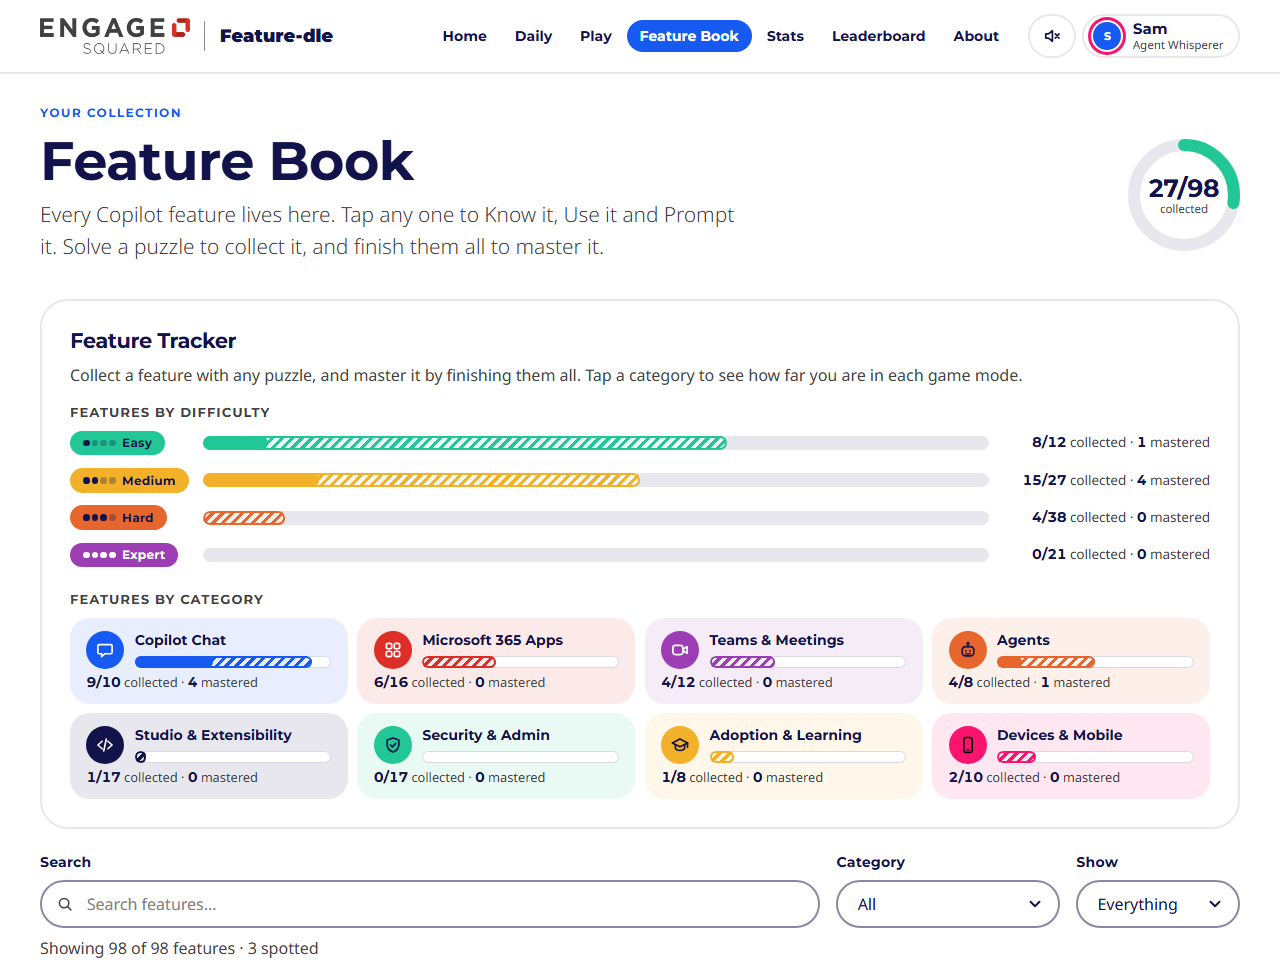 ENGAGE
SQUARED
Feature-dle
Home
Daily
Play
Feature Book
Stats
Leaderboard
About
S
Sam
Agent Whisperer
YOUR COLLECTION
Feature Book
Every Copilot feature lives here. Tap any one to Know it, Use it and Prompt
it. Solve a puzzle to collect it, and finish them all to master it.
27/98
collected
Feature Tracker
Collect a feature with any puzzle, and master it by finishing them all. Tap a category to see how far you are in each game mode.
FEATURES BY DIFFICULTY
Easy
8/12 collected · 1 mastered
Medium
15/27 collected · 4 mastered
Hard
4/38 collected · 0 mastered
Expert
0/21 collected · 0 mastered
FEATURES BY CATEGORY
Copilot Chat
9/10 collected · 4 mastered
Microsoft 365 Apps
6/16 collected · 0 mastered
Teams & Meetings
4/12 collected · 0 mastered
Agents
4/8 collected · 1 mastered
Studio & Extensibility
1/17 collected · 0 mastered
Security & Admin
0/17 collected · 0 mastered
Adoption & Learning
1/8 collected · 0 mastered
Devices & Mobile
2/10 collected · 0 mastered
Search
Search features...
Category
All
Show
Everything
Showing 98 of 98 features · 3 spotted